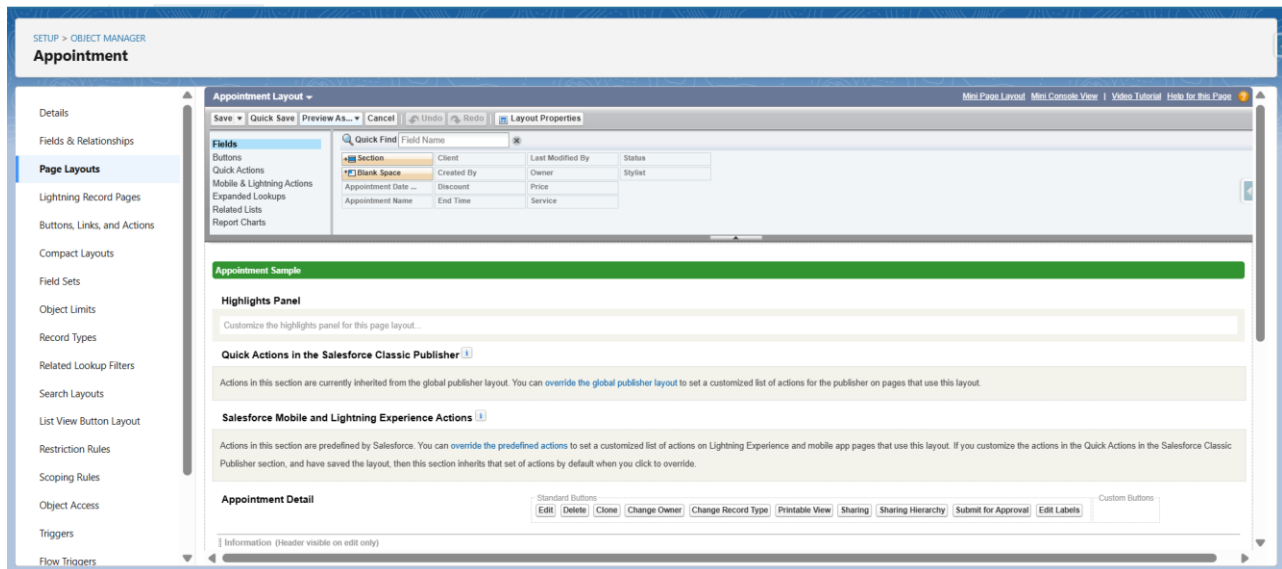 SETUP > OBJECT MANAGER
Appointment
Details
Fields & Relationships
Page Layouts
Lightning Record Pages
Buttons, Links, and Actions
Compact Layouts
Field Sets
Object Limits
Record Types
Related Lookup Filters
Search Layouts
List View Button Layout
Restriction Rules
Scoping Rules
Object Access
Triggers
Flow Triggers
Appointment Layout
Mini Page Layout Mini Console View | Video Tutorial Help for this Page
Save Quick Save Preview As... Cancel Undo Redo Layout Properties
Fields
Buttons
Quick Actions
Mobile & Lightning Actions
Expanded Lookups
Related Lists
Report Charts
Quick Find Field Name
Section Client Last Modified By Status
Blank Space Created By Owner Stylist
Appointment Date ... Discount Price
Appointment Name End Time Service
Appointment Sample
Highlights Panel
Customize the highlights panel for this page layout...
Quick Actions in the Salesforce Classic Publisher
Actions in this section are currently inherited from the global publisher layout. You can override the global publisher layout to set a customized list of actions for the publisher on pages that use this layout.
Salesforce Mobile and Lightning Experience Actions
Actions in this section are predefined by Salesforce. You can override the predefined actions to set a customized list of actions on Lightning Experience and mobile app pages that use this layout. If you customize the actions in the Quick Actions in the Salesforce Classic
Publisher section, and have saved the layout, then this section inherits that set of actions by default when you click to override.
Appointment Detail
Standard Buttons
Edit Delete Clone Change Owner Change Record Type Printable View Sharing Sharing Hierarchy Submit for Approval Edit Labels
Custom Buttons
Information (Header visible on edit only)